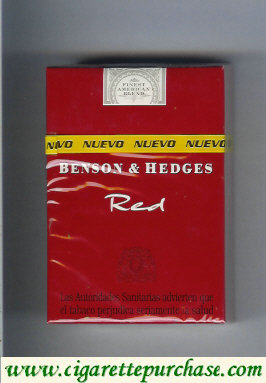 FINEST
AMERICAN
BLEND
NUEVO NUEVO NUEVO NUEVO
BENSON & HEDGES
Red
Las Autoridades Sanitarias advierten que
el tabaco perjudica seriamente la salud
www.cigarettepurchase.com